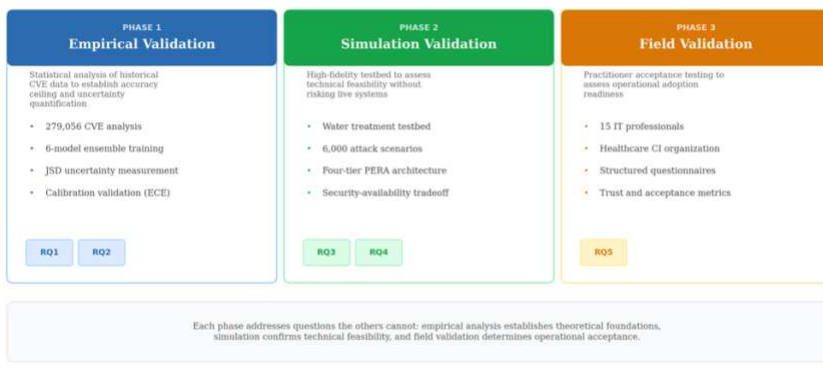 PHASE 1
Empirical Validation
Statistical analysis of historical
CVE data to establish accuracy
ceiling and uncertainty
quantification
• 279,056 CVE analysis
• 6-model ensemble training
• JSD uncertainty measurement
• Calibration validation (ECE)
RQ1 RQ2
PHASE 2
Simulation Validation
High-fidelity testbed to assess
technical feasibility without
risking live systems
• Water treatment testbed
• 6,000 attack scenarios
• Four-tier PERA architecture
• Security-availability tradeoff
RQ3 RQ4
PHASE 3
Field Validation
Practitioner acceptance testing to
assess operational adoption
readiness
• 15 IT professionals
• Healthcare CI organization
• Structured questionnaires
• Trust and acceptance metrics
RQ5
Each phase addresses questions the others cannot: empirical analysis establishes theoretical foundations,
simulation confirms technical feasibility, and field validation determines operational acceptance.